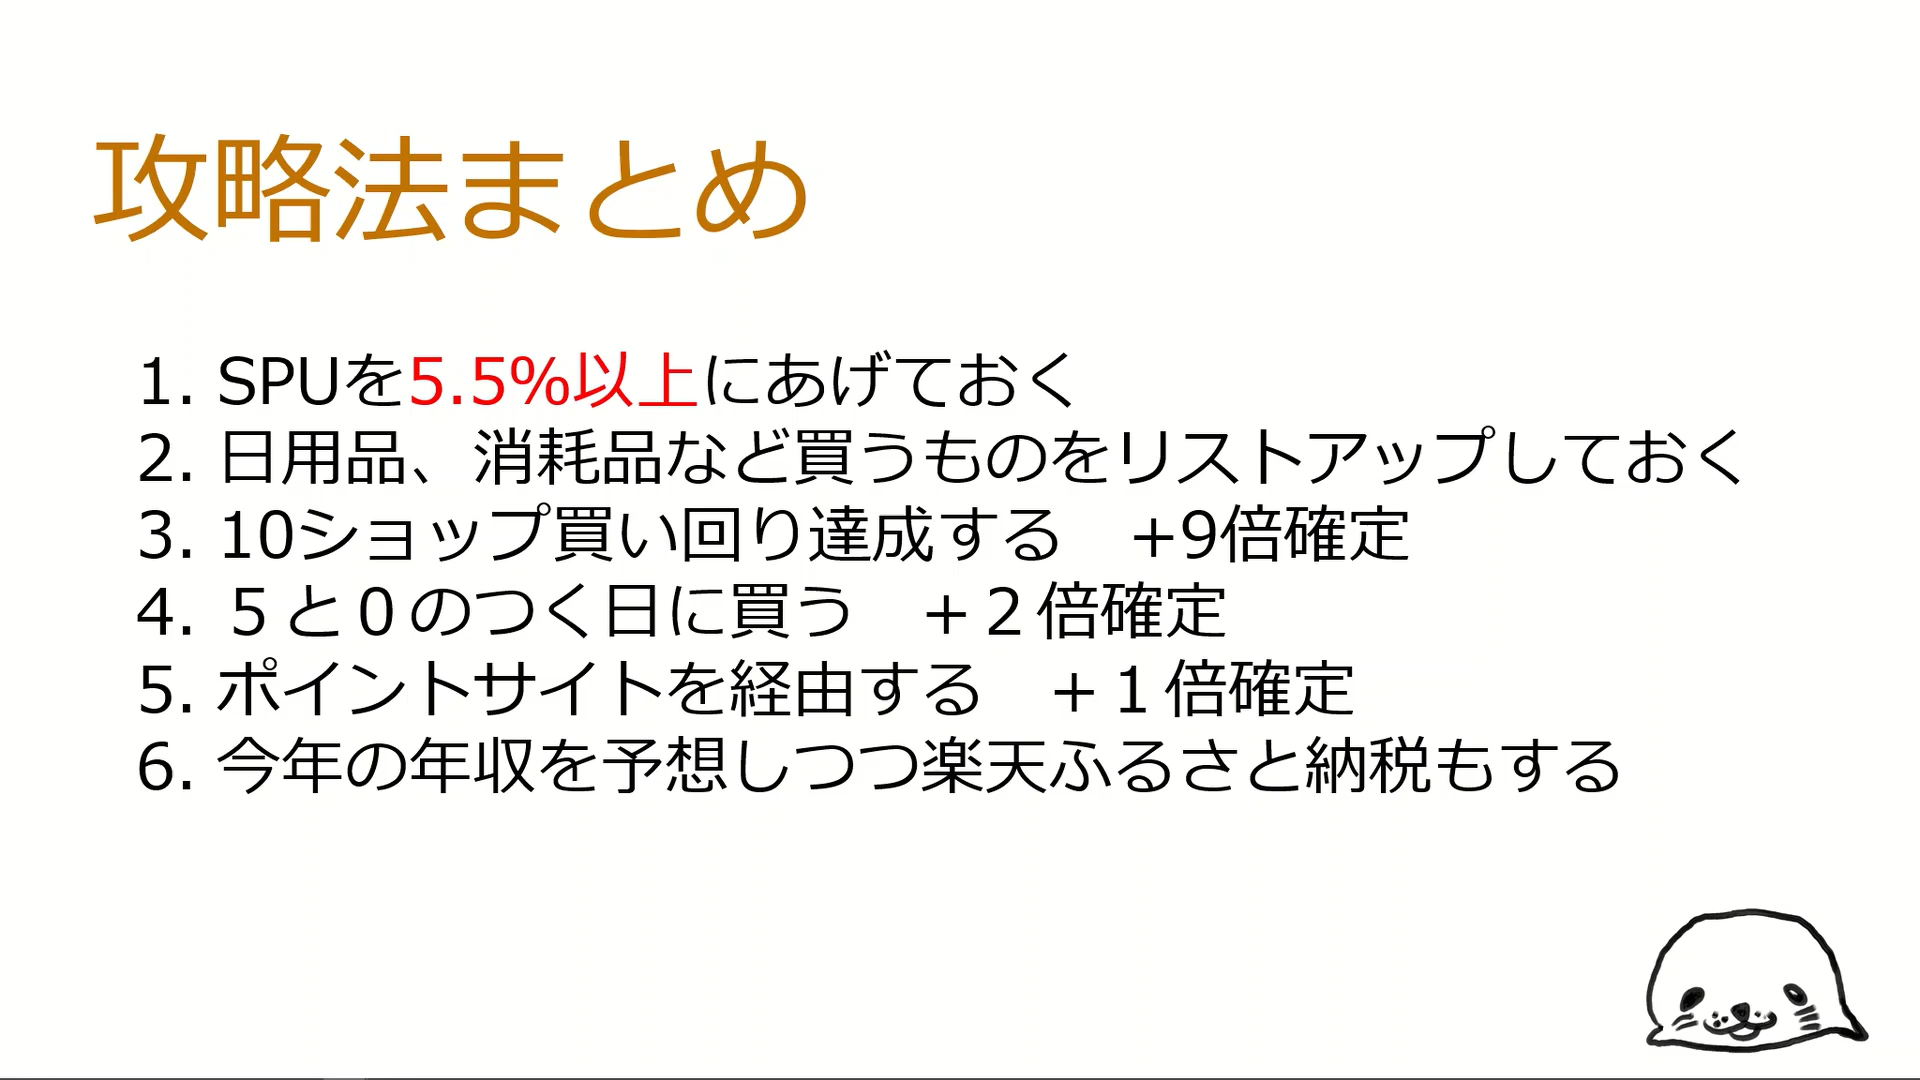 攻略法まとめ
1. SPUを5.5%以上にあげておく
2. 日用品、消耗品など買うものをリストアップしておく
3. 10ショップ買い回り達成する　+9倍確定
4. ５と０のつく日に買う　＋２倍確定
5. ポイントサイトを経由する　＋１倍確定
6. 今年の年収を予想しつつ楽天ふるさと納税もする